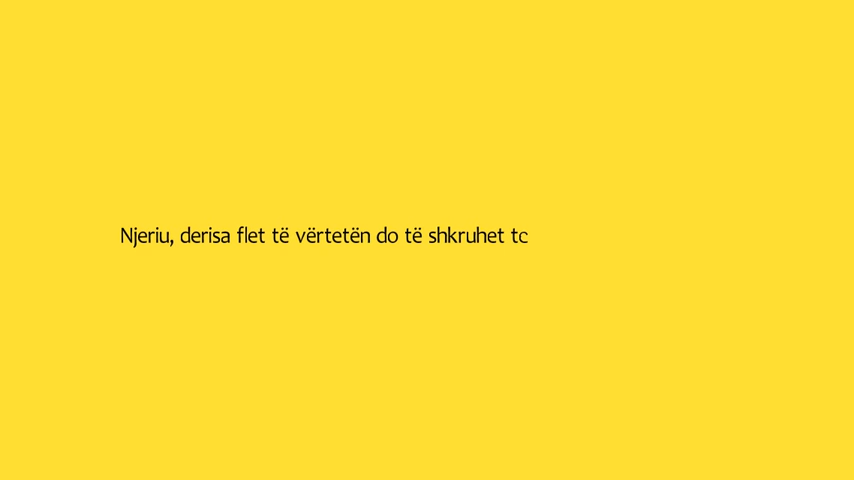 Njeriu, derisa flet të vërtetën do të shkruhet